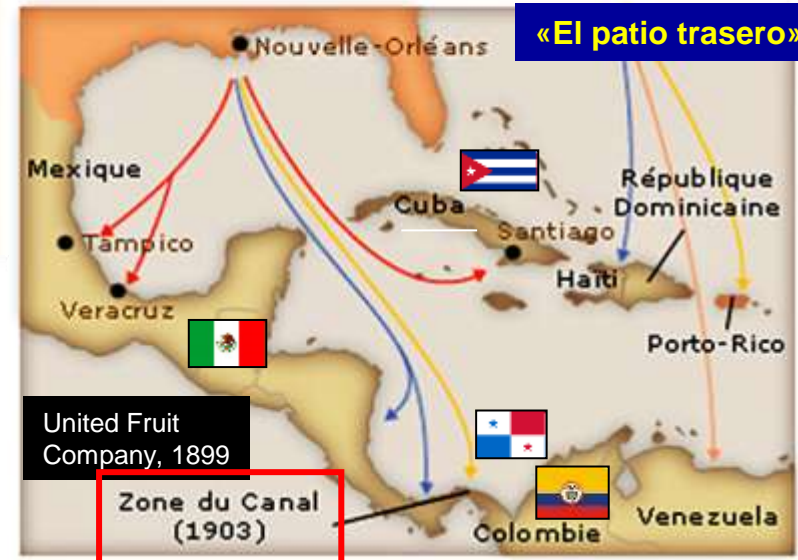 «El patio trasero»
Nouvelle-Orléans
Mexique
République
Dominicaine
Cuba
Santiago
Tampico
Haïti
Veracruz
Porto-Rico
United Fruit
Company, 1899
Zone du Canal
(1903)
Colombie
Venezuela